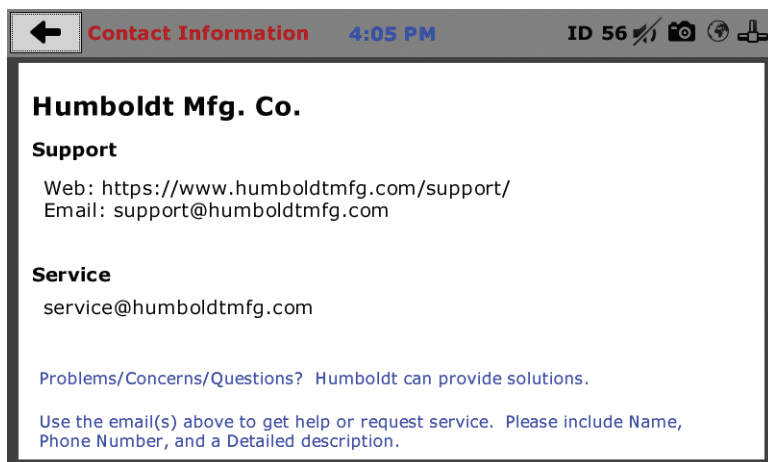 Contact Information 4:05 PM ID 56
Humboldt Mfg. Co.
Support
Web: https://www.humboldtmfg.com/support/
Email: support@humboldtmfg.com
Service
service@humboldtmfg.com
Problems/Concerns/Questions?  Humboldt can provide solutions.
Use the email(s) above to get help or request service.  Please include Name,
Phone Number, and a Detailed description.